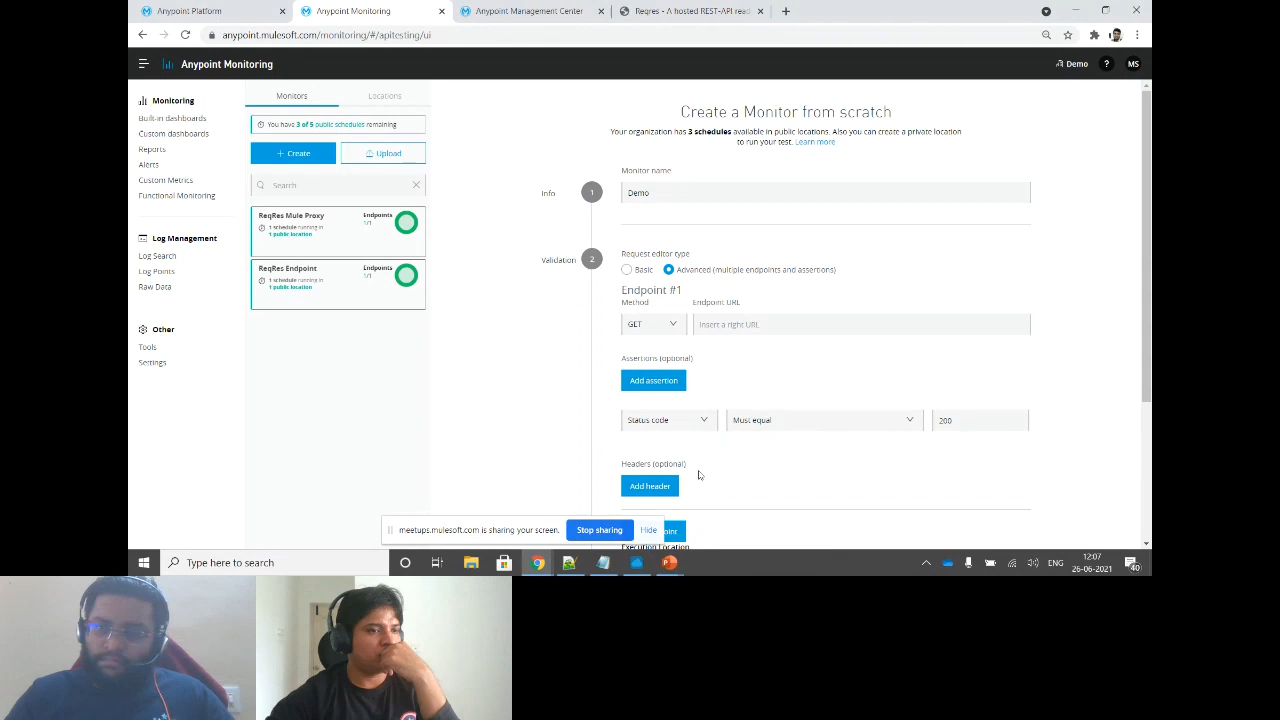 Anypoint Platform
Anypoint Monitoring
Anypoint Management Center
Reqres - A hosted REST-API read
anypoint.mulesoft.com/monitoring/#/apitesting/ui
Anypoint Monitoring
Demo
?
MS
Monitoring
Built-in dashboards
Custom dashboards
Reports
Alerts
Custom Metrics
Functional Monitoring
Log Management
Log Search
Log Points
Raw Data
Other
Tools
Settings
Monitors
Locations
You have 3 of 5 public schedules remaining
+ Create
Upload
Search
ReqRes Mule Proxy
Endpoints
1/1
1 schedule running in
1 public location
ReqRes Endpoint
Endpoints
1/1
1 schedule running in
1 public location
Create a Monitor from scratch
Your organization has 3 schedules available in public locations. Also you can create a private location
to run your test. Learn more
Info
1
Monitor name
Demo
Validation
2
Request editor type
Basic
Advanced (multiple endpoints and assertions)
Endpoint #1
Method
Endpoint URL
GET
Insert a right URL
Assertions (optional)
Add assertion
Status code
Must equal
200
Headers (optional)
Add header
oint
Execution Location
meetups.mulesoft.com is sharing your screen.
Stop sharing
Hide
Type here to search
ENG
12:07
26-06-2021
40